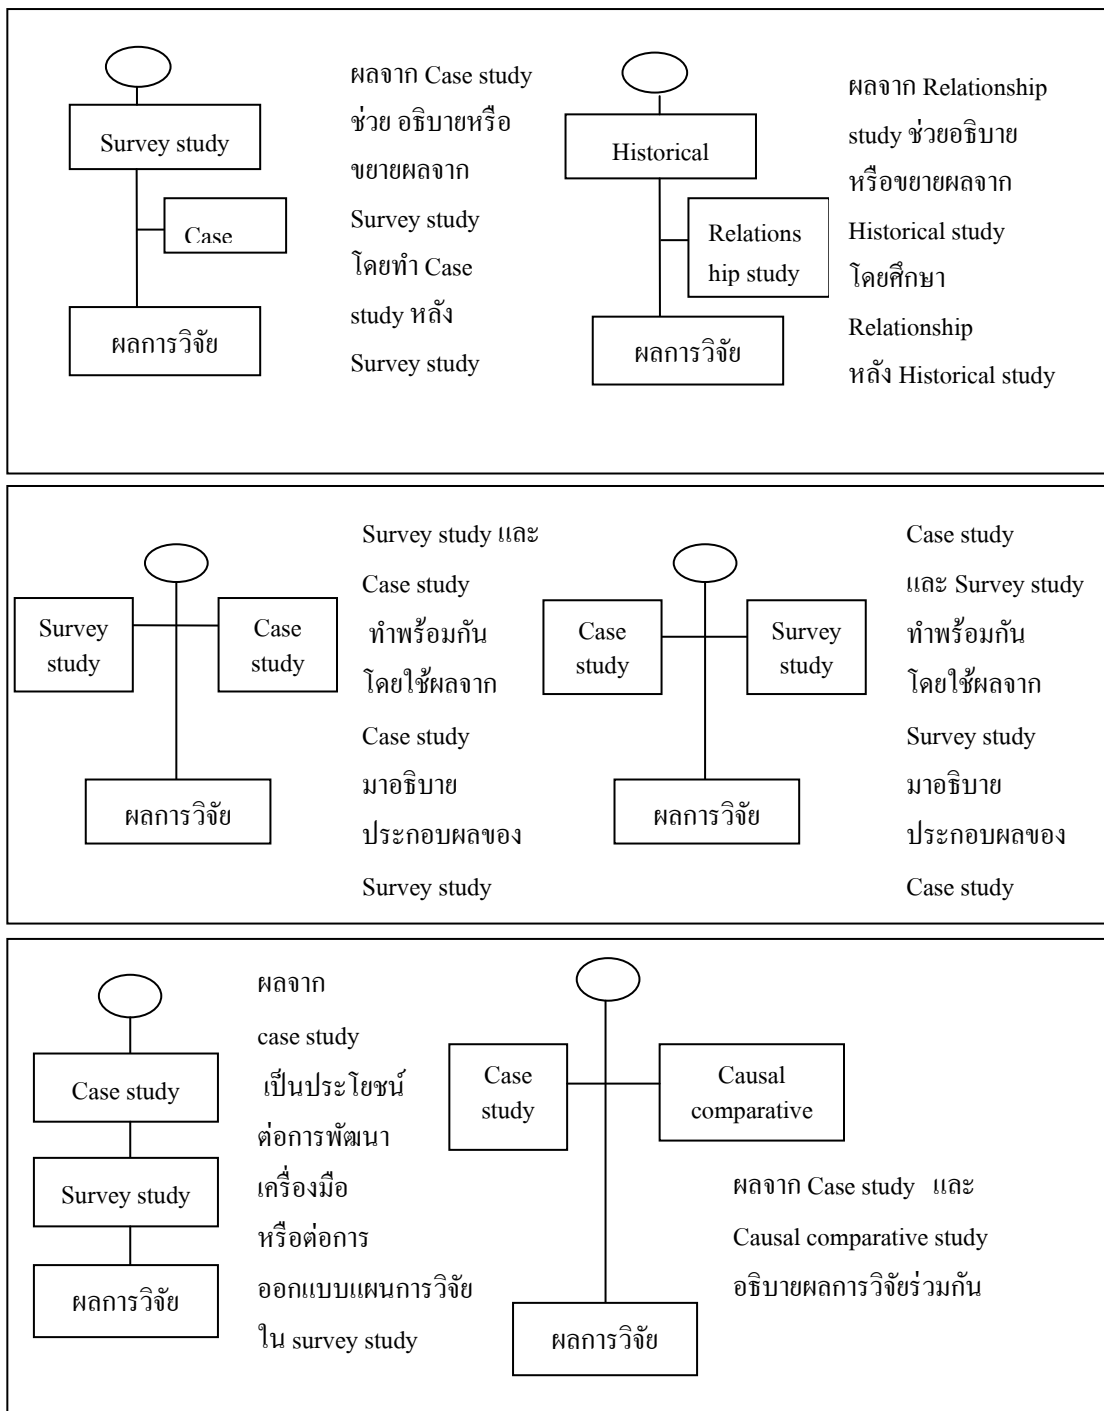 Survey study
Case
ผลการวิจัย
ผลจาก Case study
ช่วย อธิบายหรือ
ขยายผลจาก
Survey study
โดยทำ Case
study หลัง
Survey study
Historical
Relations
hip study
ผลการวิจัย
ผลจาก Relationship
study ช่วยอธิบาย
หรือขยายผลจาก
Historical study
โดยศึกษา
Relationship
หลัง Historical study
Survey
study
Case
study
ผลการวิจัย
Survey study และ
Case study
ทำพร้อมกัน
โดยใช้ผลจาก
Case study
มาอธิบาย
ประกอบผลของ
Survey study
Case
study
Survey
study
ผลการวิจัย
Case study
และ Survey study
ทำพร้อมกัน
โดยใช้ผลจาก
Survey study
มาอธิบาย
ประกอบผลของ
Case study
Case study
Survey study
ผลการวิจัย
ผลจาก
case study
เป็นประโยชน์
ต่อการพัฒนา
เครื่องมือ
หรือต่อการ
ออกแบบแผนการวิจัย
ใน survey study
Case
study
Causal
comparative
ผลการวิจัย
ผลจาก Case study และ
Causal comparative study
อธิบายผลการวิจัยร่วมกัน